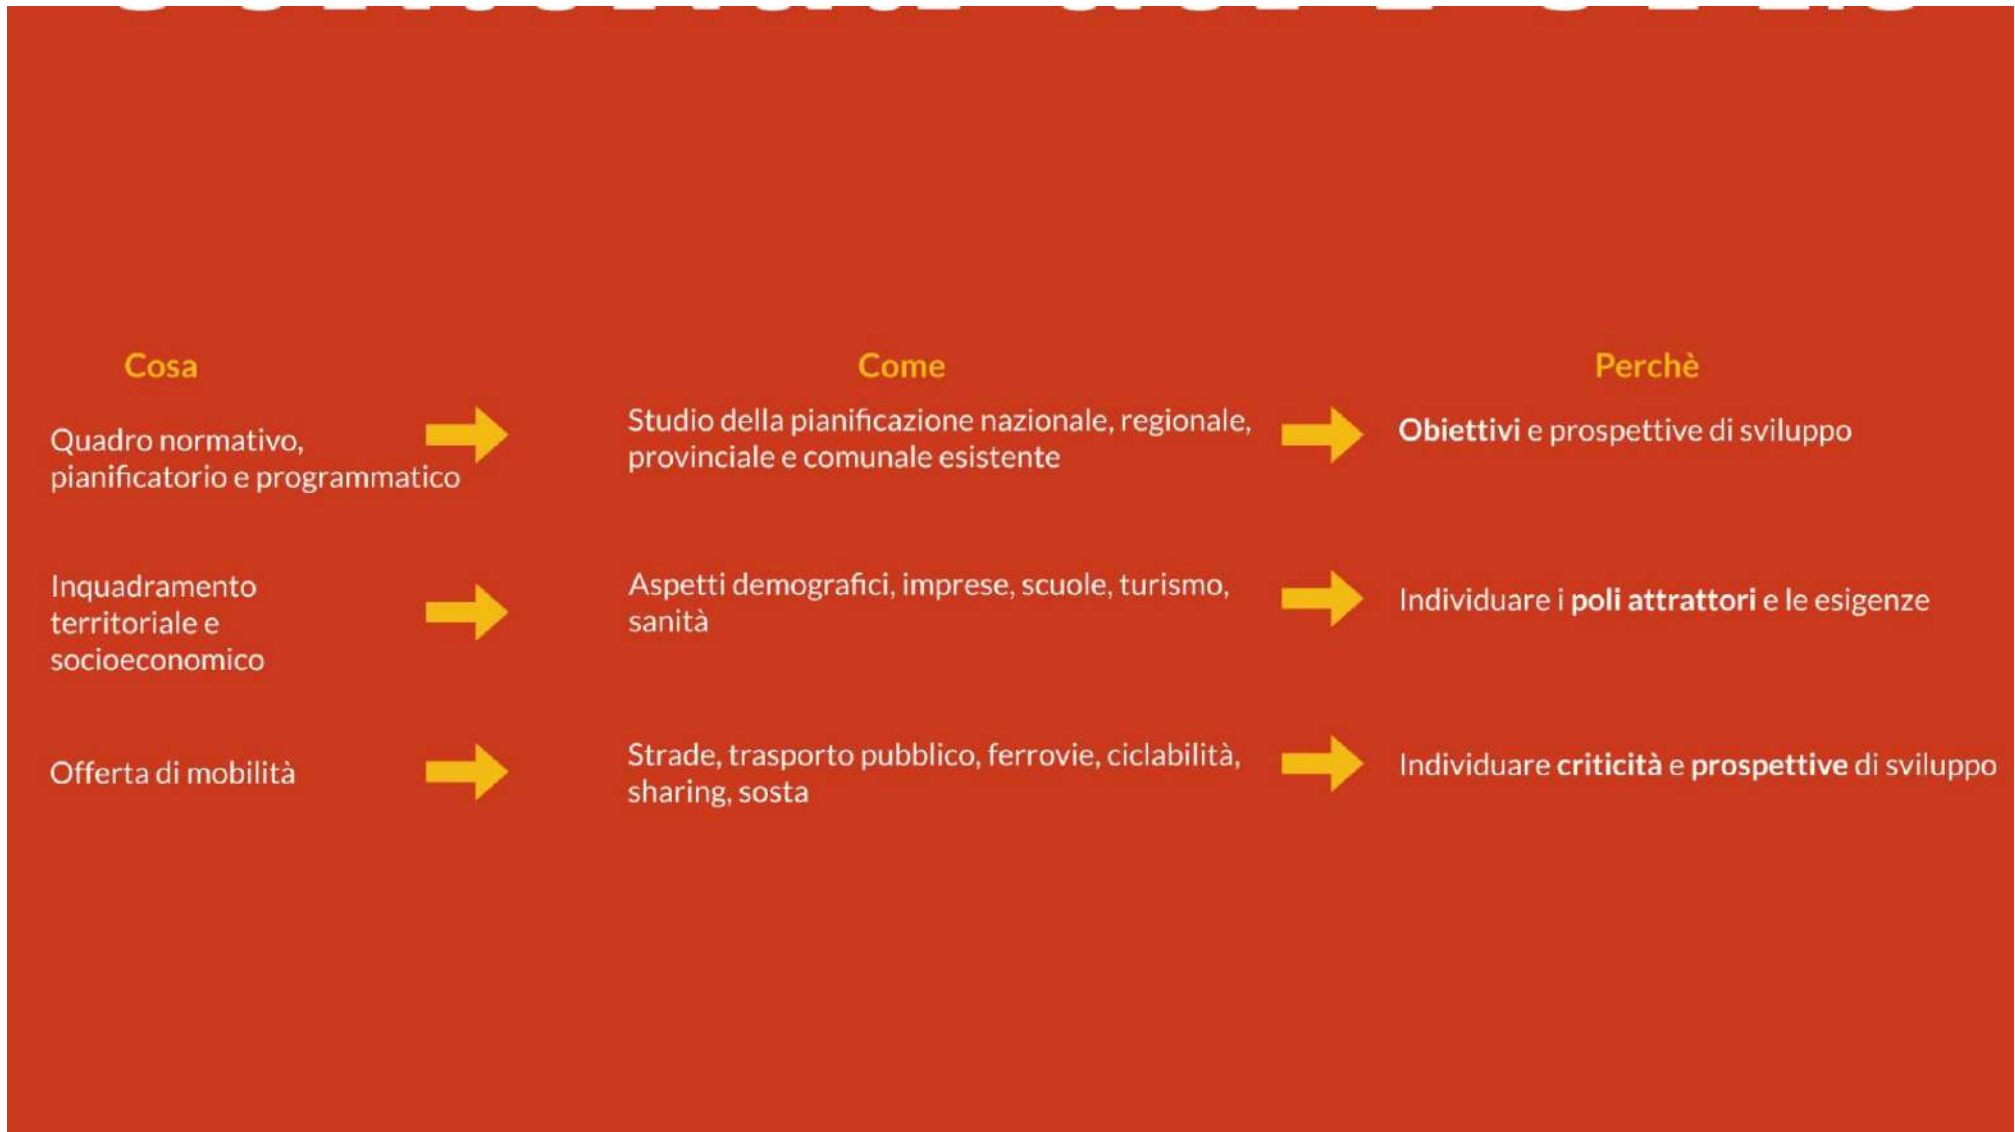 Cosa
Come
Perchè
Quadro normativo,
pianificatorio e programmatico
Studio della pianificazione nazionale, regionale,
provinciale e comunale esistente
Obiettivi e prospettive di sviluppo
Inquadramento
territoriale e
socioeconomico
Aspetti demografici, imprese, scuole, turismo,
sanità
Individuare i poli attrattori e le esigenze
Offerta di mobilità
Strade, trasporto pubblico, ferrovie, ciclabilità,
sharing, sosta
Individuare criticità e prospettive di sviluppo